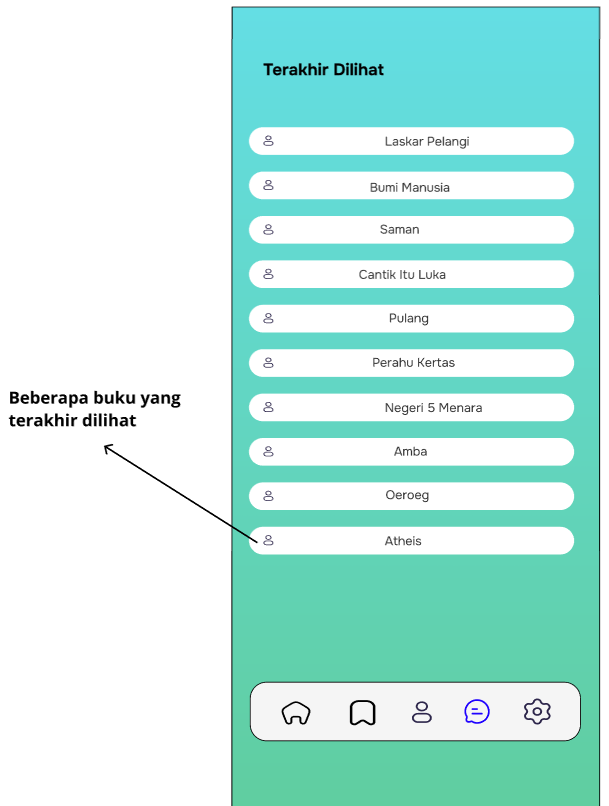 Terakhir Dilihat
Laskar Pelangi
Bumi Manusia
Saman
Cantik Itu Luka
Pulang
Perahu Kertas
Negeri 5 Menara
Amba
Oeroeg
Atheis
Beberapa buku yang
terakhir dilihat